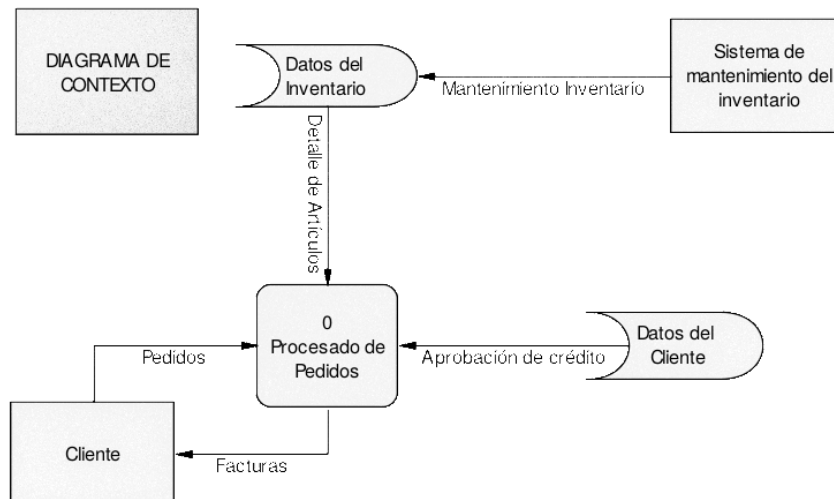 DIAGRAMA DE
CONTEXTO
Datos del
Inventario
Mantenimiento Inventario
Sistema de
mantenimiento del
inventario
Detalle de Artículos
0
Procesado de
Pedidos
Pedidos
Aprobación de crédito
Datos del
Cliente
Cliente
Facturas